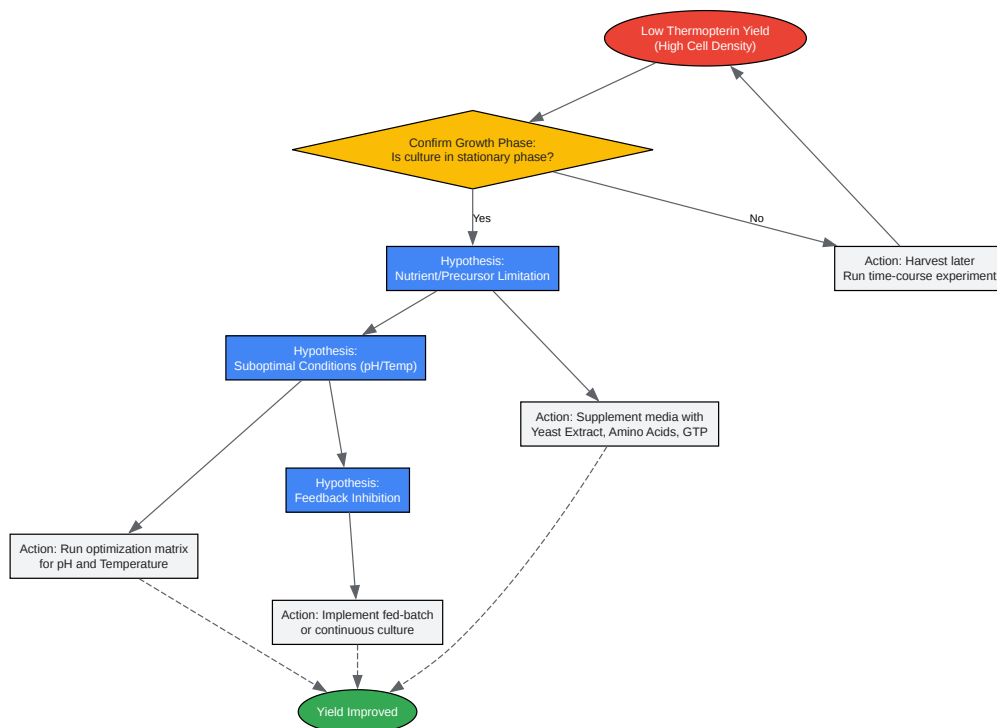 Low Thermopterin Yield
(High Cell Density)
Confirm Growth Phase:
Is culture in stationary phase?
Yes
No
Hypothesis:
Nutrient/Precursor Limitation
Action: Harvest later
Run time-course experiment
Hypothesis:
Suboptimal Conditions (pH/Temp)
Action: Supplement media with
Yeast Extract, Amino Acids, GTP
Hypothesis:
Feedback Inhibition
Action: Run optimization matrix
for pH and Temperature
Action: Implement fed-batch
or continuous culture
Yield Improved